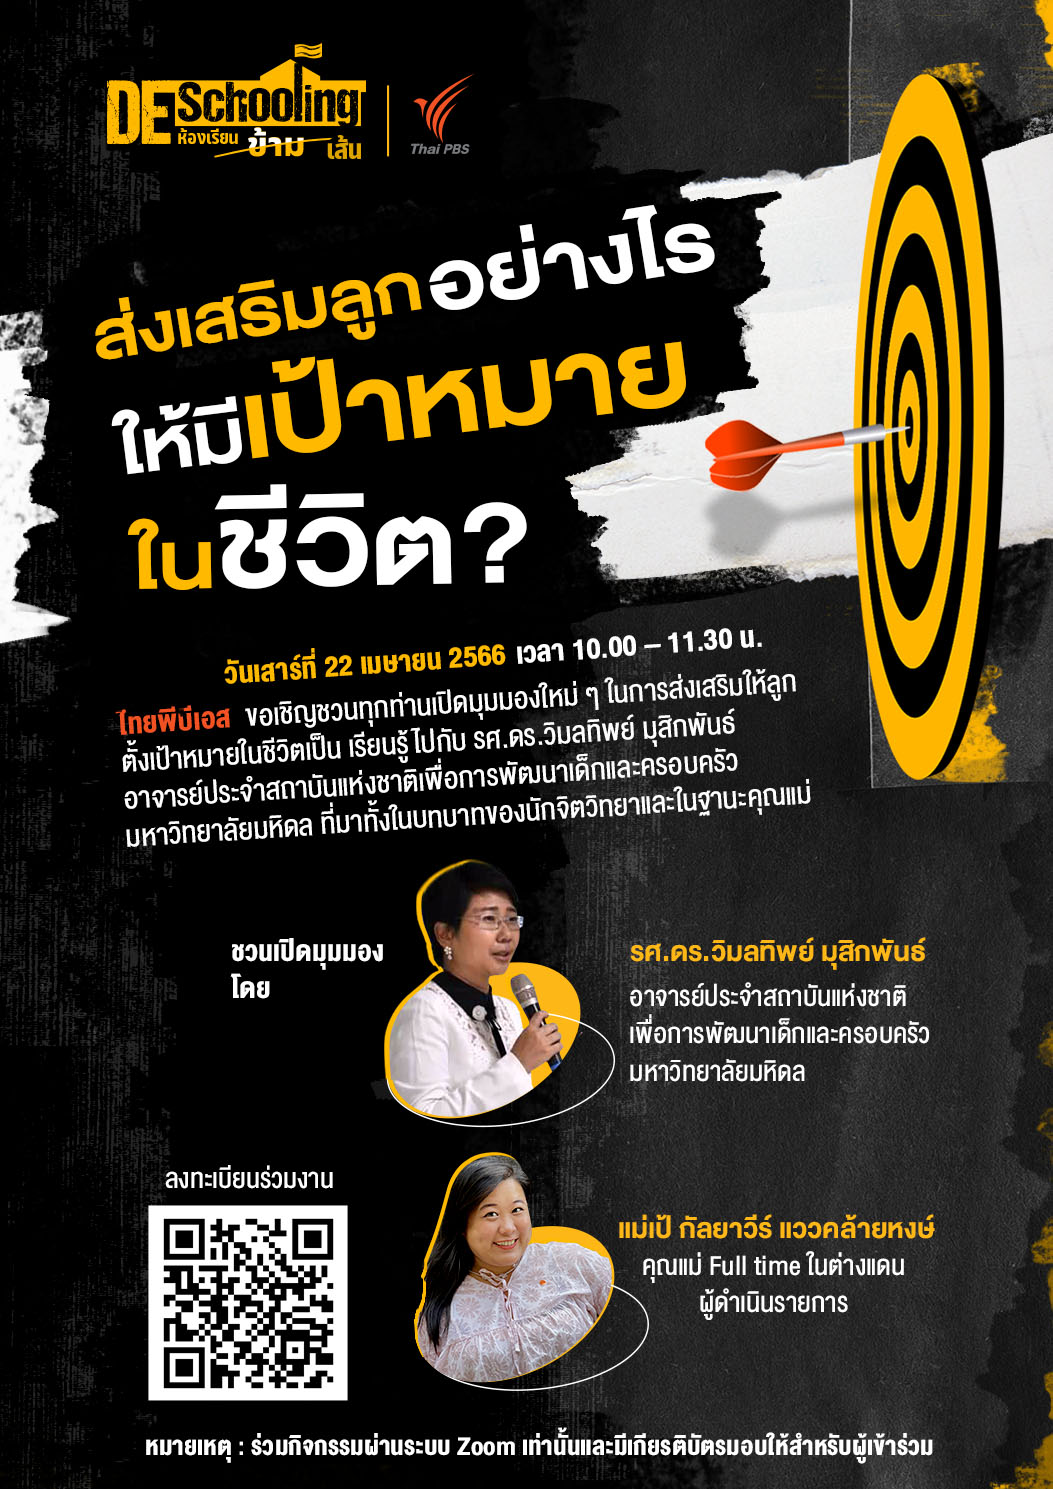 DESchooling
ห้องเรียน ข้าม เส้น
Thai PBS
ส่งเสริมลูกอย่างไร
ให้มีเป้าหมาย
ในชีวิต?
วันเสาร์ที่ 22 เมษายน 2566 เวลา 10.00 – 11.30 น.
ไทยพีบีเอส ขอเชิญชวนทุกท่านเปิดมุมมองใหม่ ๆ ในการส่งเสริมให้ลูก
ตั้งเป้าหมายในชีวิตเป็น เรียนรู้ไปกับ รศ.ดร.วิมลทิพย์ มุสิกพันธ์
อาจารย์ประจำสถาบันแห่งชาติเพื่อการพัฒนาเด็กและครอบครัว
มหาวิทยาลัยมหิดล ที่มาทั้งในบทบาทของนักจิตวิทยาและในฐานะคุณแม่
ชวนเปิดมุมมอง
โดย
รศ.ดร.วิมลทิพย์ มุสิกพันธ์
อาจารย์ประจำสถาบันแห่งชาติ
เพื่อการพัฒนาเด็กและครอบครัว
มหาวิทยาลัยมหิดล
ลงทะเบียนร่วมงาน
แม่เป้ กัลยาวีร์ แววคล้ายหงษ์
คุณแม่ Full time ในต่างแดน
ผู้ดำเนินรายการ
หมายเหตุ : ร่วมกิจกรรมผ่านระบบ Zoom เท่านั้นและมีเกียรติบัตรมอบให้สำหรับผู้เข้าร่วม